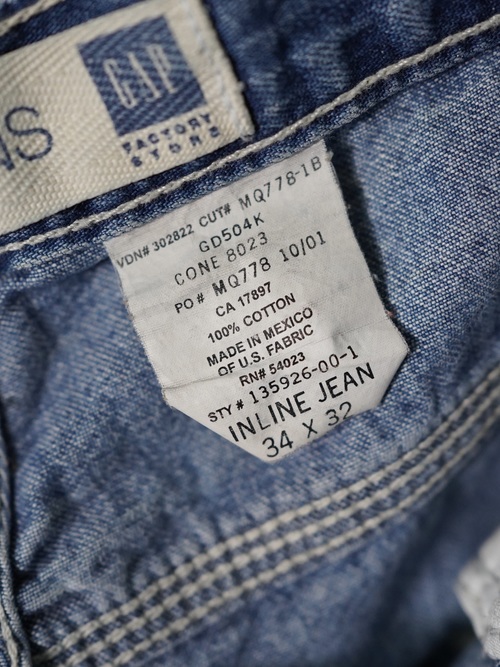 GAP
FACTORY
STORE
NS
VDN# 302822 CUT# MQ778-1B
GD504K
CONE 8023
PO # MQ778 10/01
CA 17897
100% COTTON
MADE IN MEXICO
OF U.S. FABRIC
RN# 54023
STY # 135926-00-1
INLINE JEAN
34 X 32